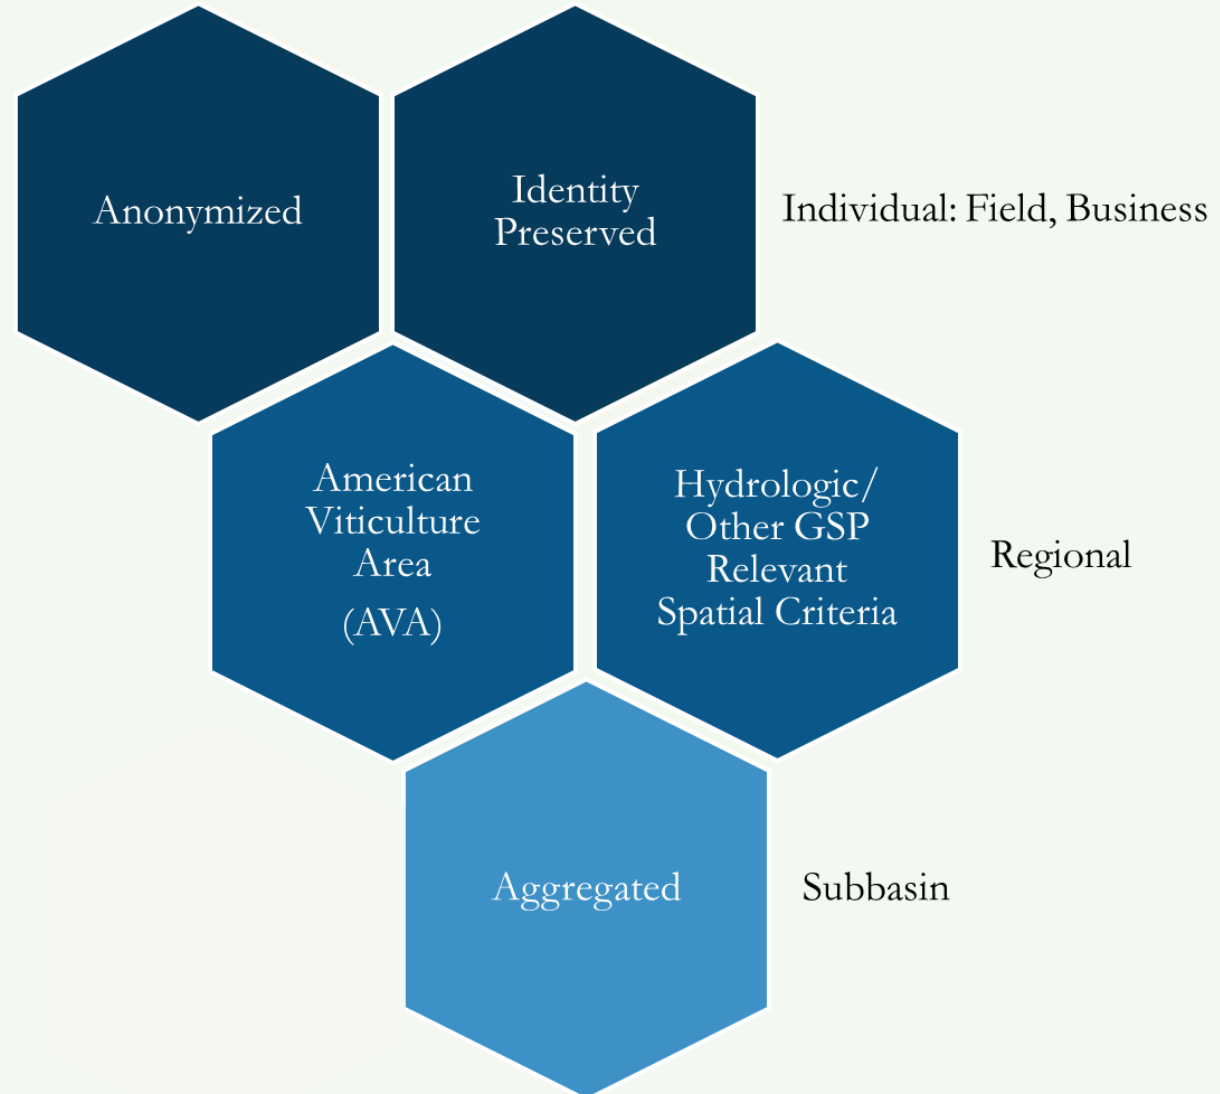 Anonymized
Identity
Preserved
Individual: Field, Business
American
Viticulture
Area
(AVA)
Hydrologic/
Other GSP
Relevant
Spatial Criteria
Regional
Aggregated
Subbasin